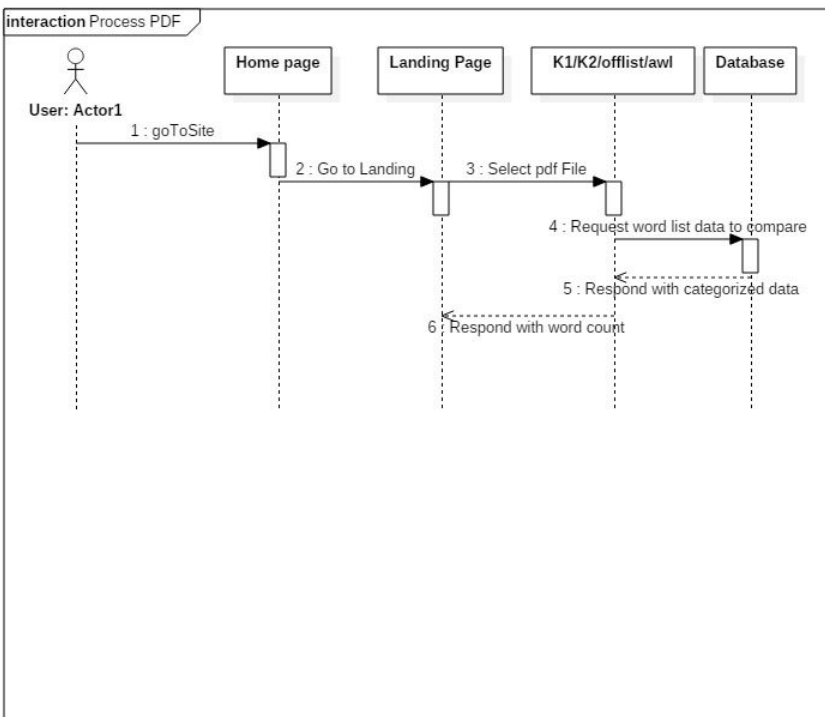 interaction Process PDF
Home page
Landing Page
K1/K2/offlist/awl
Database
User: Actor1
1 : goToSite
2 : Go to Landing
3 : Select pdf File
4 : Request word list data to compare
5 : Respond with categorized data
6 : Respond with word count